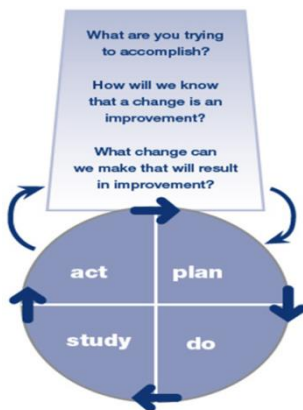 What are you trying
to accomplish?
How will we know
that a change is an
improvement?
What change can
we make that will result
in improvement?
act
plan
study
do